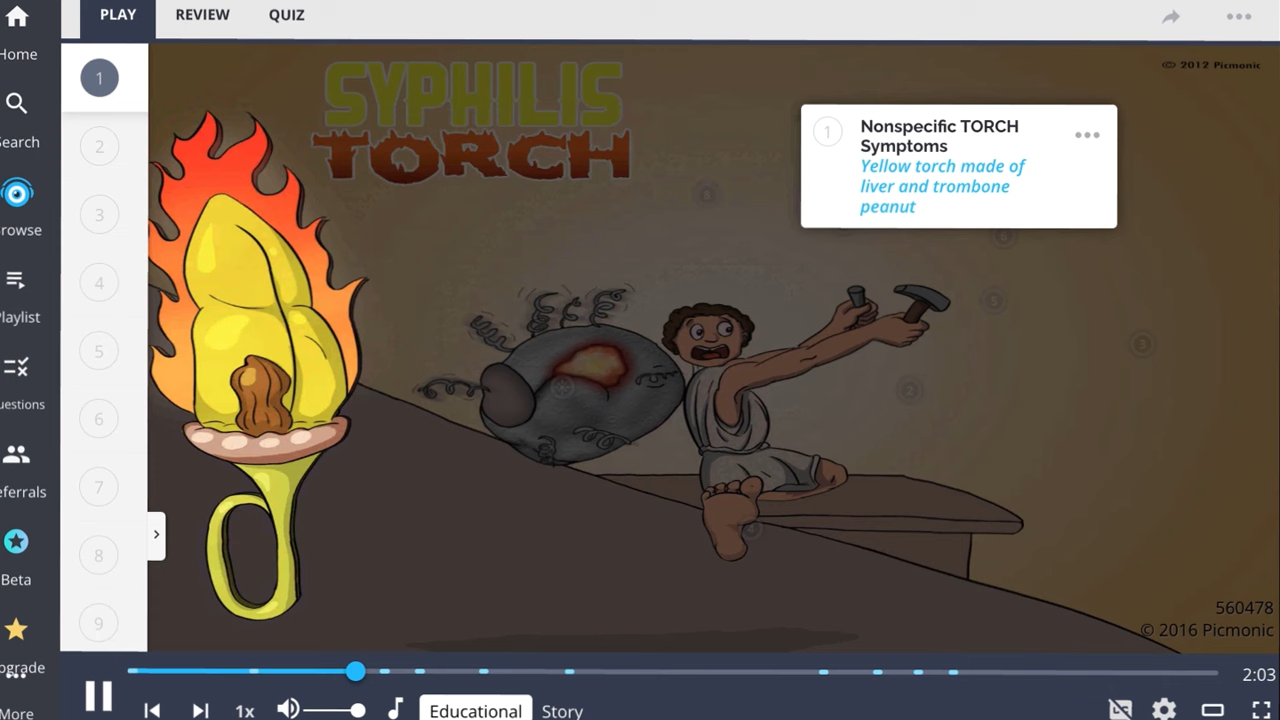 PLAY
REVIEW
QUIZ
Home
earch
rowse
laylist
uestions
eferrals
Beta
pgrade
More
1
2
3
4
5
6
7
8
9
SYPHILIS
TORCH
© 2012 Picmonic
1
Nonspecific TORCH
Symptoms
Yellow torch made of
liver and trombone
peanut
560478
© 2016 Picmonic
2:03
1x
Educational
Story